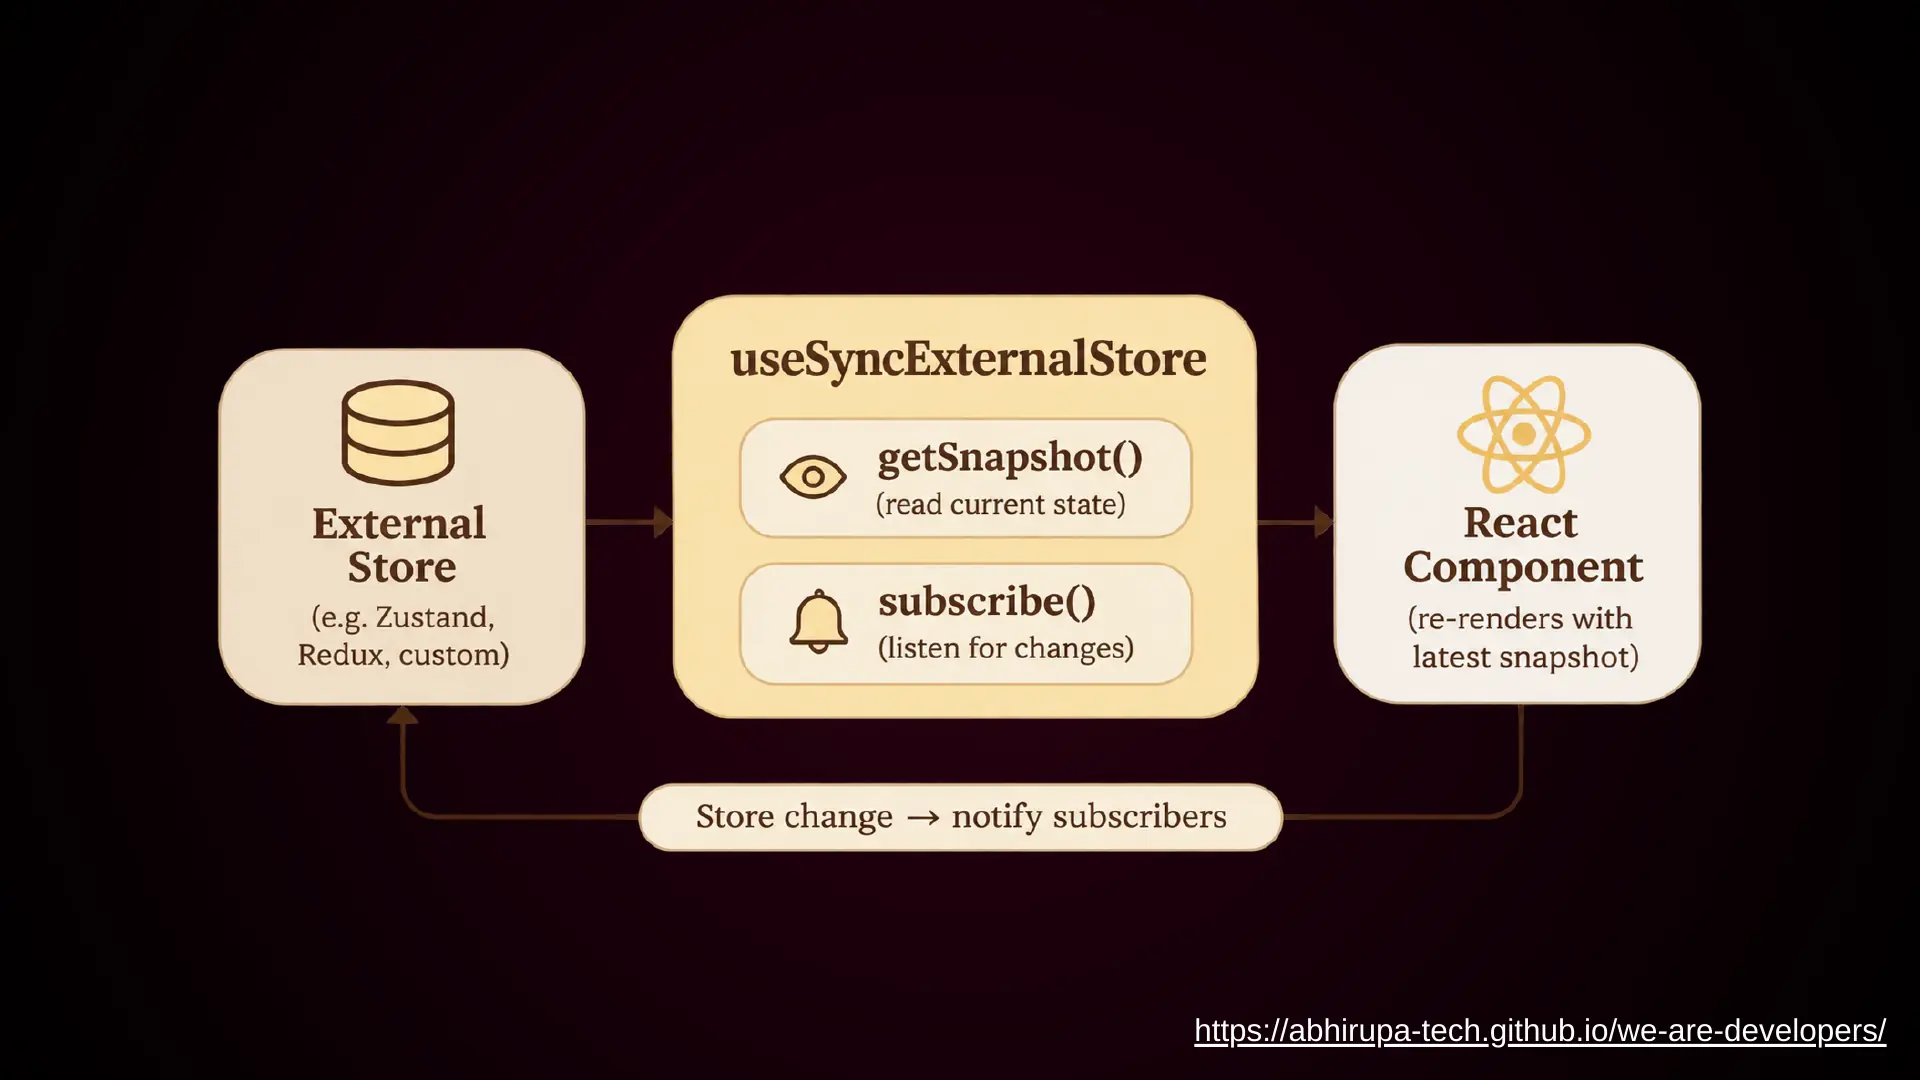 External
Store
(e.g. Zustand,
Redux, custom)
useSyncExternalStore
getSnapshot()
(read current state)
subscribe()
(listen for changes)
React
Component
(re-renders with
latest snapshot)
Store change → notify subscribers
https://abhirupa-tech.github.io/we-are-developers/